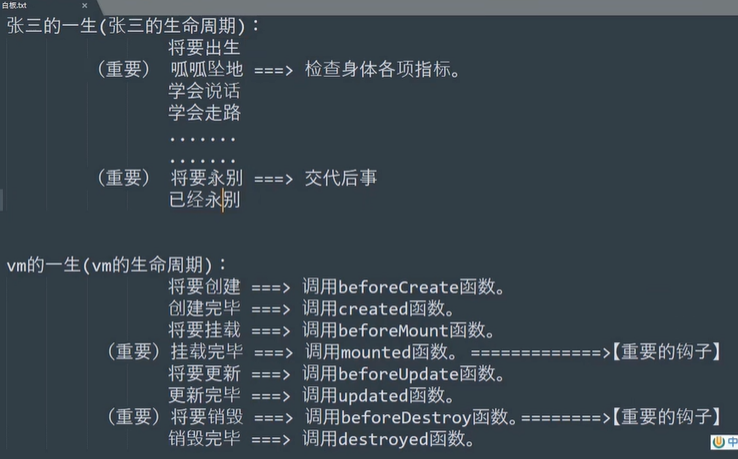 白板.txt ×
张三的一生(张三的生命周期)：
将要出生
（重要） 呱呱坠地 ===> 检查身体各项指标。
学会说话
学会走路
.......
.......
（重要） 将要永别 ===> 交代后事
已经永别
vm的一生(vm的生命周期)：
将要创建 ===> 调用beforeCreate函数。
创建完毕 ===> 调用created函数。
将要挂载 ===> 调用beforeMount函数。
（重要）挂载完毕 ===> 调用mounted函数。 =============>【重要的钩子】
将要更新 ===> 调用beforeUpdate函数。
更新完毕 ===> 调用updated函数。
（重要）将要销毁 ===> 调用beforeDestroy函数。========>【重要的钩子】
销毁完毕 ===> 调用destroyed函数。
中